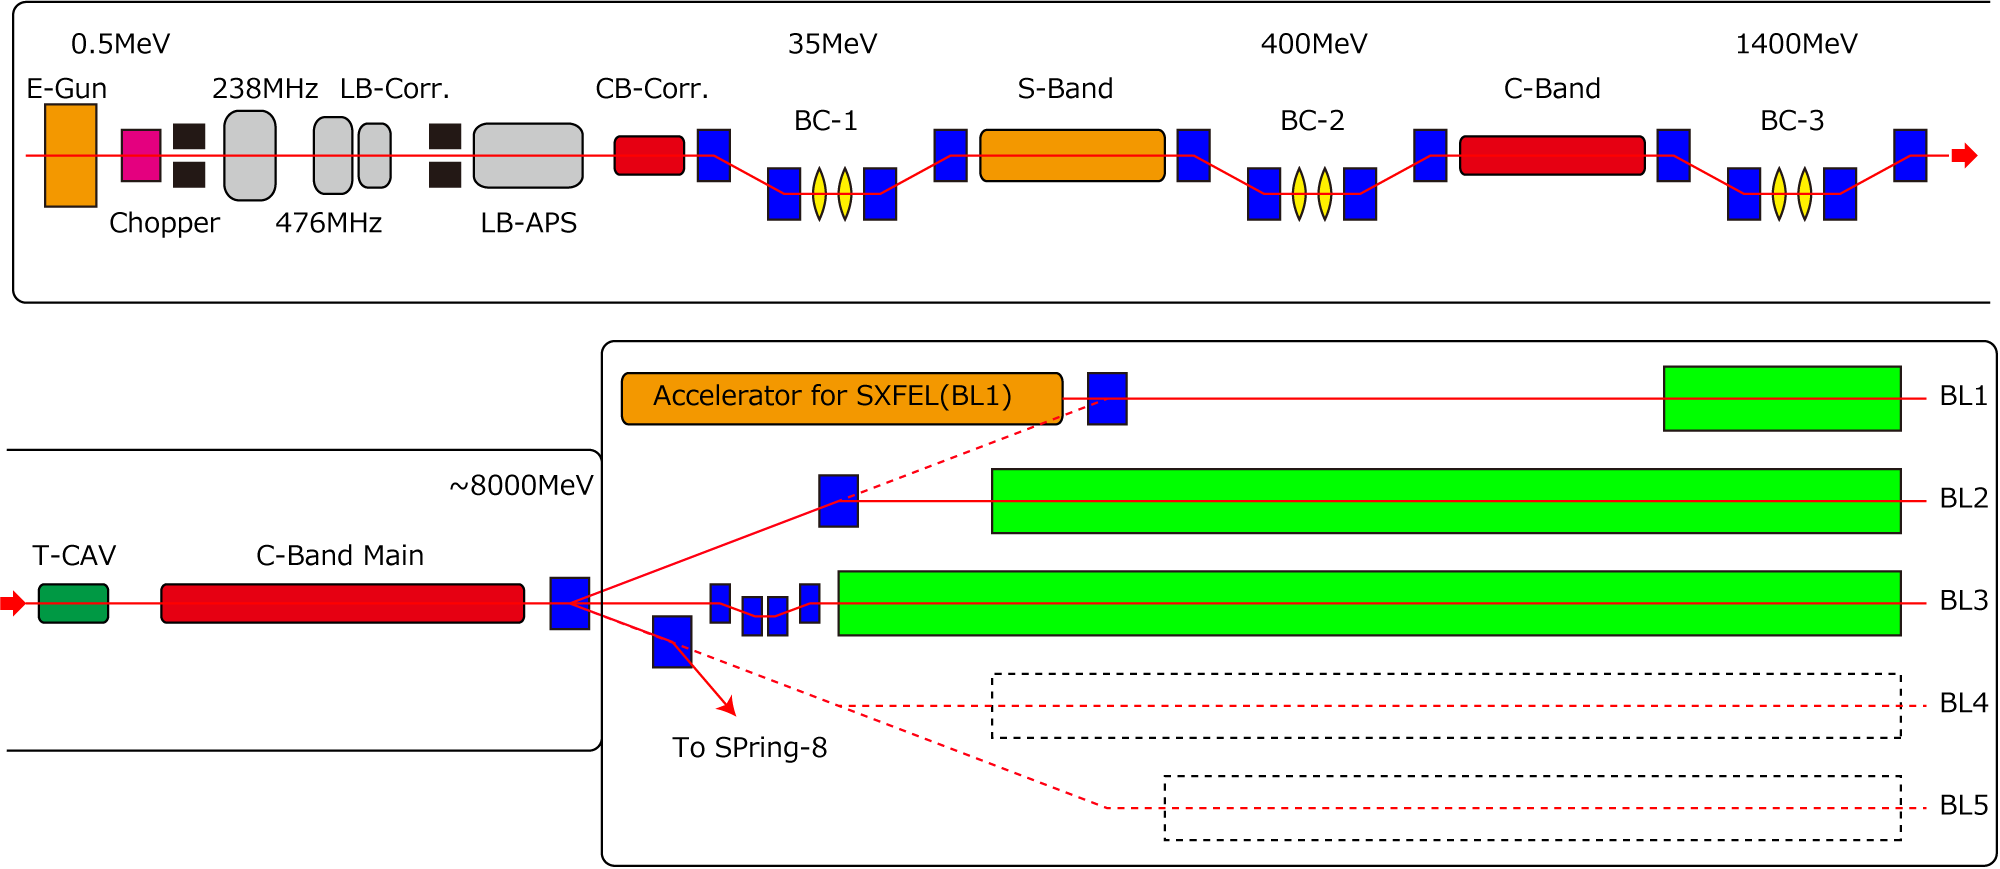 0.5MeV
35MeV
400MeV
1400MeV
E-Gun
238MHz
LB-Corr.
CB-Corr.
S-Band
C-Band
BC-1
BC-2
BC-3
Chopper
476MHz
LB-APS
Accelerator for SXFEL(BL1)
BL1
~8000MeV
BL2
T-CAV
C-Band Main
BL3
BL4
To SPring-8
BL5